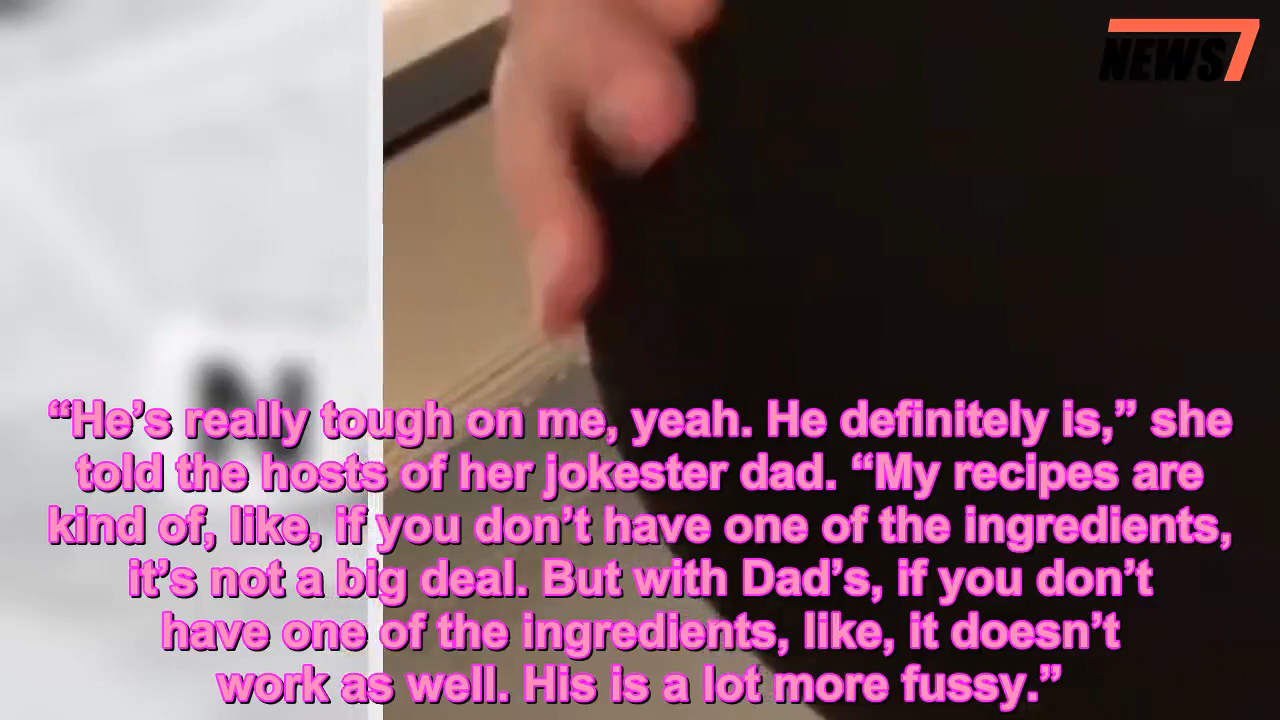 NEWS7
N
“He’s really tough on me, yeah. He definitely is,” she
told the hosts of her jokester dad. “My recipes are
kind of, like, if you don’t have one of the ingredients,
it’s not a big deal. But with Dad’s, if you don’t
have one of the ingredients, like, it doesn’t
work as well. His is a lot more fussy.”